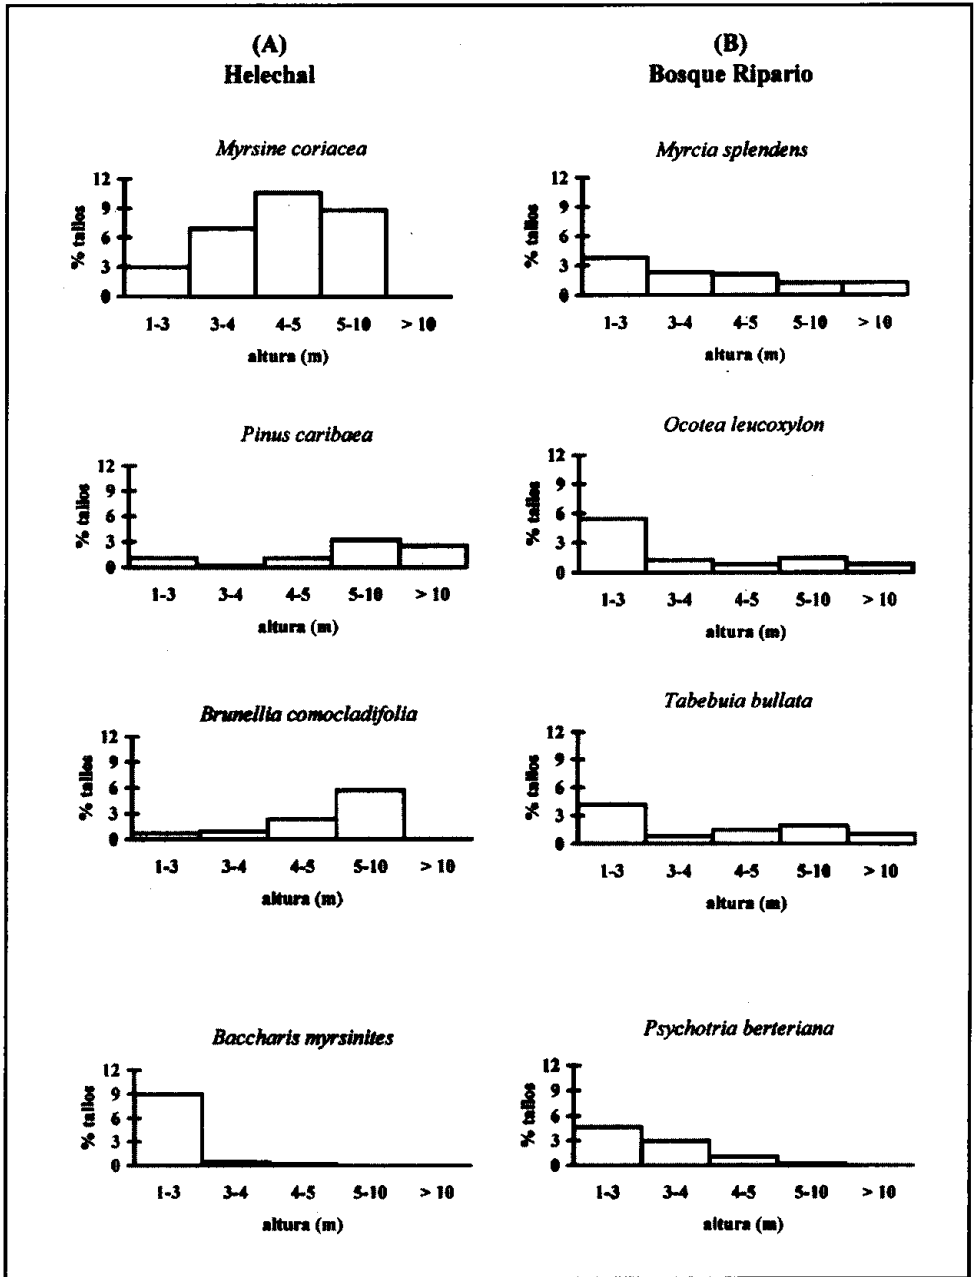 (A)
Helechal
Myrsine coriacea
12
9
6
3
0
% tallos
1-3 3-4 4-5 5-10 > 10
altura (m)
Pinus caribaea
12
9
6
3
0
% tallos
1-3 3-4 4-5 5-10 > 10
altura (m)
Brunellia comocladifolia
12
9
6
3
0
% tallos
1-3 3-4 4-5 5-10 > 10
altura (m)
Baccharis myrsinites
12
9
6
3
0
% tallos
1-3 3-4 4-5 5-10 > 10
altura (m)
(B)
Bosque Ripario
Myrcia splendens
12
9
6
3
0
% tallos
1-3 3-4 4-5 5-10 > 10
altura (m)
Ocotea leucoxylon
12
9
6
3
0
% tallos
1-3 3-4 4-5 5-10 > 10
altura (m)
Tabebuia bullata
12
9
6
3
0
% tallos
1-3 3-4 4-5 5-10 > 10
altura (m)
Psychotria berteriana
12
9
6
3
0
% tallos
1-3 3-4 4-5 5-10 > 10
altura (m)